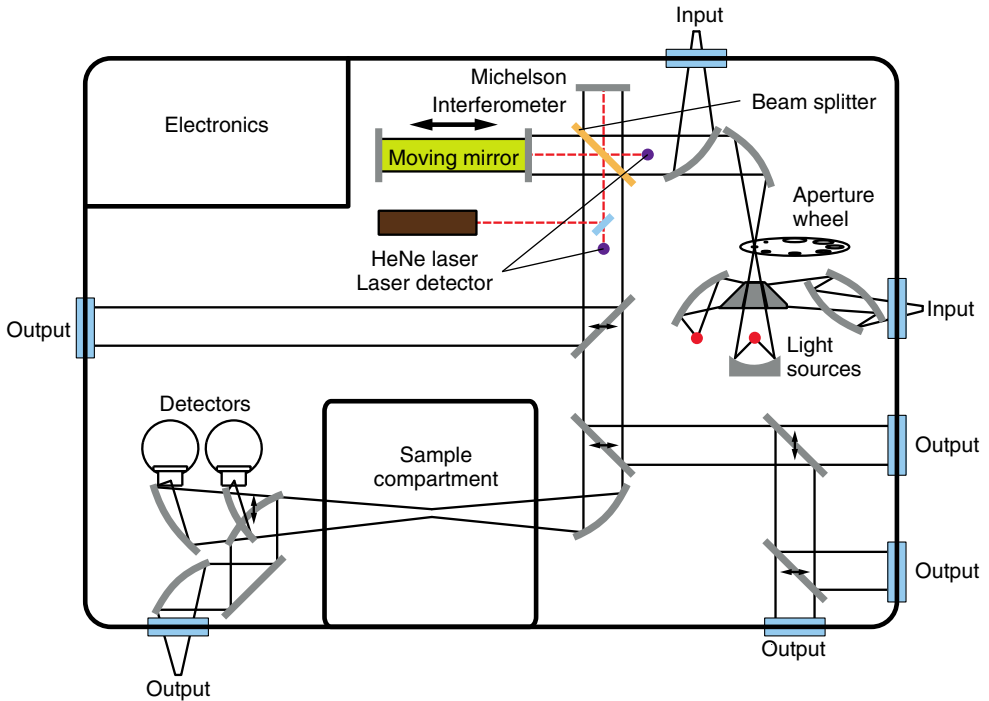 Input
Michelson
Interferometer
Beam splitter
Electronics
Moving mirror
Aperture
wheel
HeNe laser
Laser detector
Output
Input
Light
sources
Detectors
Sample
compartment
Output
Output
Output
Output